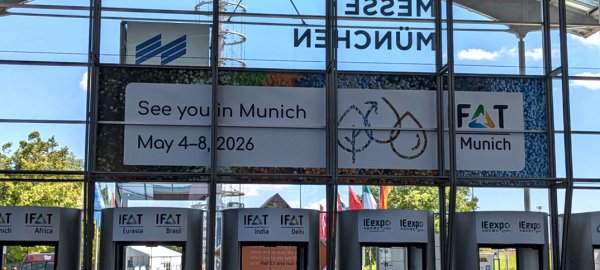 MESSE
MÜNCHEN
See you in Munich
May 4–8, 2026
FAT
Munich
IFAT
Africa
IFAT
Eurasia
IFAT
Brasil
IFAT
India
IFAT
Delhi
IEexpo
IEexpo
IEexpo
IEexpo